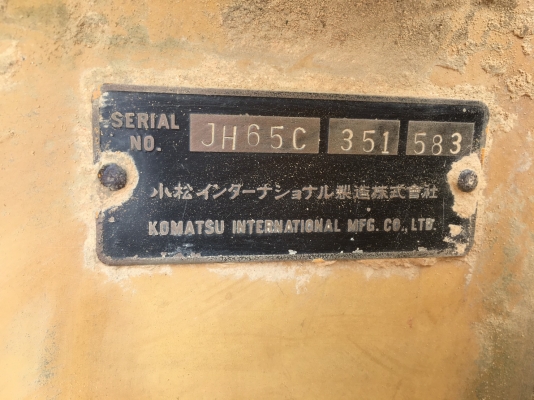 SERIAL NO. JH65C 351 583
小松インターナショナル製造株式會社
KOMATSU INTERNATIONAL MFG. CO., LTD.